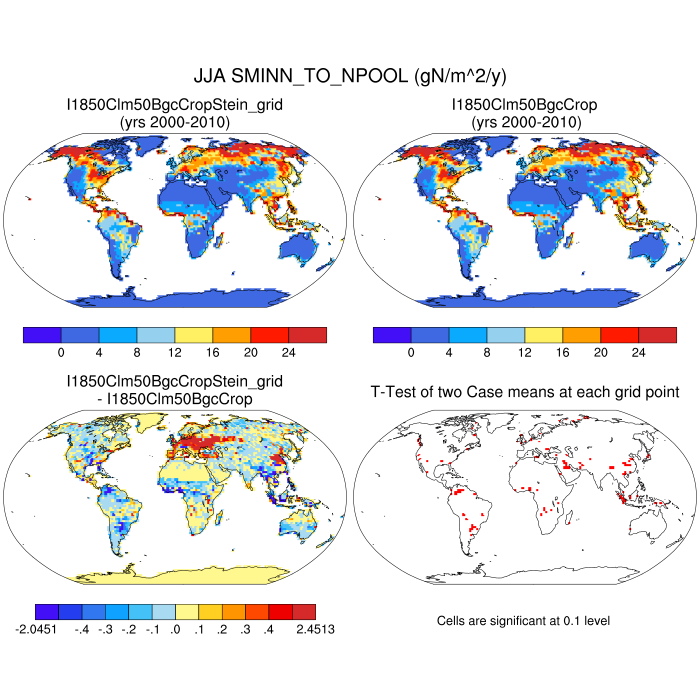 JJA SMINN_TO_NPOOL (gN/m^2/y)
I1850Clm50BgcCropStein_grid
(yrs 2000-2010)
I1850Clm50BgcCrop
(yrs 2000-2010)
0 4 8 12 16 20 24
0 4 8 12 16 20 24
I1850Clm50BgcCropStein_grid
- I1850Clm50BgcCrop
T-Test of two Case means at each grid point
-2.0451 -.4 -.3 -.2 -.1 .0 .1 .2 .3 .4 2.4513
Cells are significant at 0.1 level